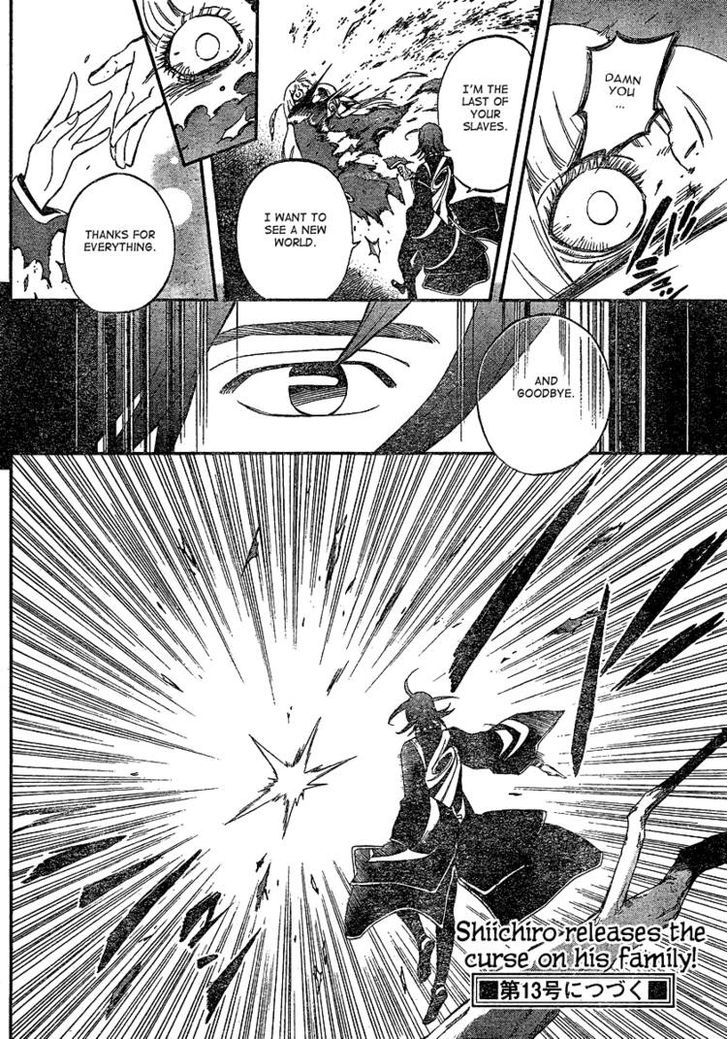 DAMN
YOU
...
I'M THE
LAST OF
YOUR
SLAVES.
I WANT TO
SEE A NEW
WORLD.
THANKS FOR
EVERYTHING.
AND
GOODBYE.
Shiichiro releases the
curse on his family!
第13号につづく